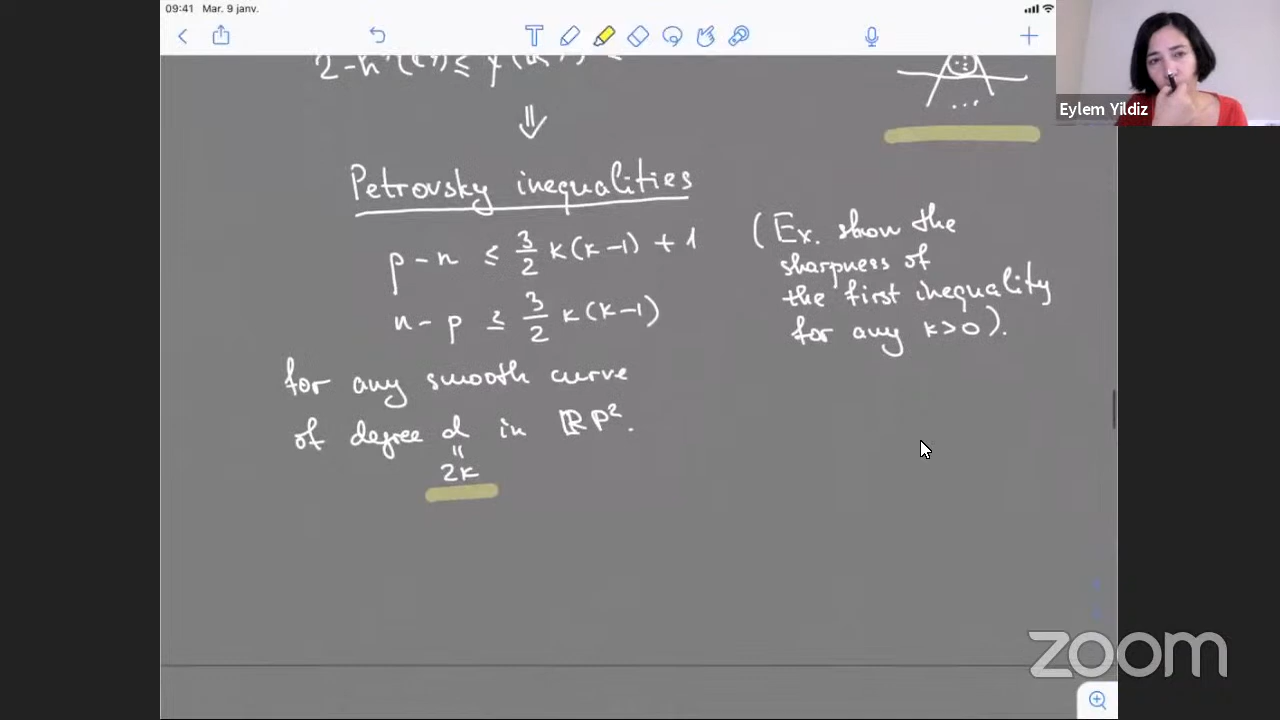 09:41 Mar. 9 janv.
Eylem Yildiz
⇓
Petrovsky inequalities
p - n ≤ 3/2 k(k-1) + 1
n - p ≤ 3/2 k(k-1)
for any smooth curve
of degree d in RP².
"
2k
(Ex. show the
sharpness of
the first inequality
for any k>0).
...
zoom